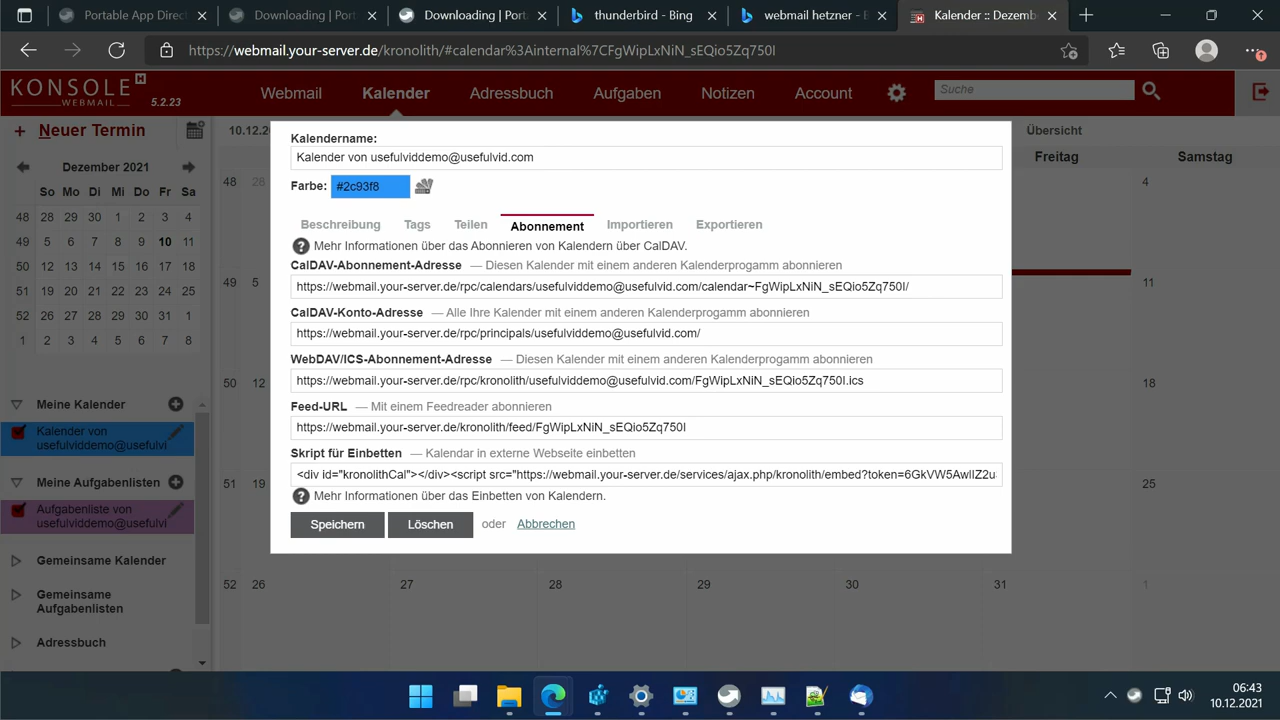 Portable App Direct
Downloading | Porta
Downloading | Porta
thunderbird - Bing
webmail hetzner - B
Kalender :: Dezemb
https://webmail.your-server.de/kronolith/#calendar%3Ainternal%7CFgWipLxNiN_sEQio5Zq750I
KONSOLE H
WEBMAIL 5.2.23
Webmail
Kalender
Adressbuch
Aufgaben
Notizen
Account
Suche
+ Neuer Termin
10.12.20
Übersicht
Dezember 2021
So Mo Di Mi Do Fr Sa
48 28 29 30 1 2 3 4
49 5 6 7 8 9 10 11
50 12 13 14 15 16 17 18
51 19 20 21 22 23 24 25
52 26 27 28 29 30 31 1
1 2 3 4 5 6 7 8
Meine Kalender
Kalender von
usefulviddemo@usefulvi
Meine Aufgabenlisten
Aufgabenliste von
usefulviddemo@usefulvi
Gemeinsame Kalender
Gemeinsame
Aufgabenlisten
Adressbuch
Freitag
Samstag
48 28 4
49 5 11
50 12 18
51 19 25
52 26 27 28 29 30 31 1
Kalendername:
Kalender von usefulviddemo@usefulvid.com
Farbe: #2c93f8
Beschreibung
Tags
Teilen
Abonnement
Importieren
Exportieren
? Mehr Informationen über das Abonnieren von Kalendern über CalDAV.
CalDAV-Abonnement-Adresse — Diesen Kalender mit einem anderen Kalenderprogamm abonnieren
https://webmail.your-server.de/rpc/calendars/usefulviddemo@usefulvid.com/calendar~FgWipLxNiN_sEQio5Zq750I/
CalDAV-Konto-Adresse — Alle Ihre Kalender mit einem anderen Kalenderprogamm abonnieren
https://webmail.your-server.de/rpc/principals/usefulviddemo@usefulvid.com/
WebDAV/ICS-Abonnement-Adresse — Diesen Kalender mit einem anderen Kalenderprogamm abonnieren
https://webmail.your-server.de/rpc/kronolith/usefulviddemo@usefulvid.com/FgWipLxNiN_sEQio5Zq750I.ics
Feed-URL — Mit einem Feedreader abonnieren
https://webmail.your-server.de/kronolith/feed/FgWipLxNiN_sEQio5Zq750I
Skript für Einbetten — Kalendar in externe Webseite einbetten
<div id="kronolithCal"></div><script src="https://webmail.your-server.de/services/ajax.php/kronolith/embed?token=6GkVW5AwlIZ2u
? Mehr Informationen über das Einbetten von Kalendern.
Speichern
Löschen
oder
Abbrechen
06:43
10.12.2021